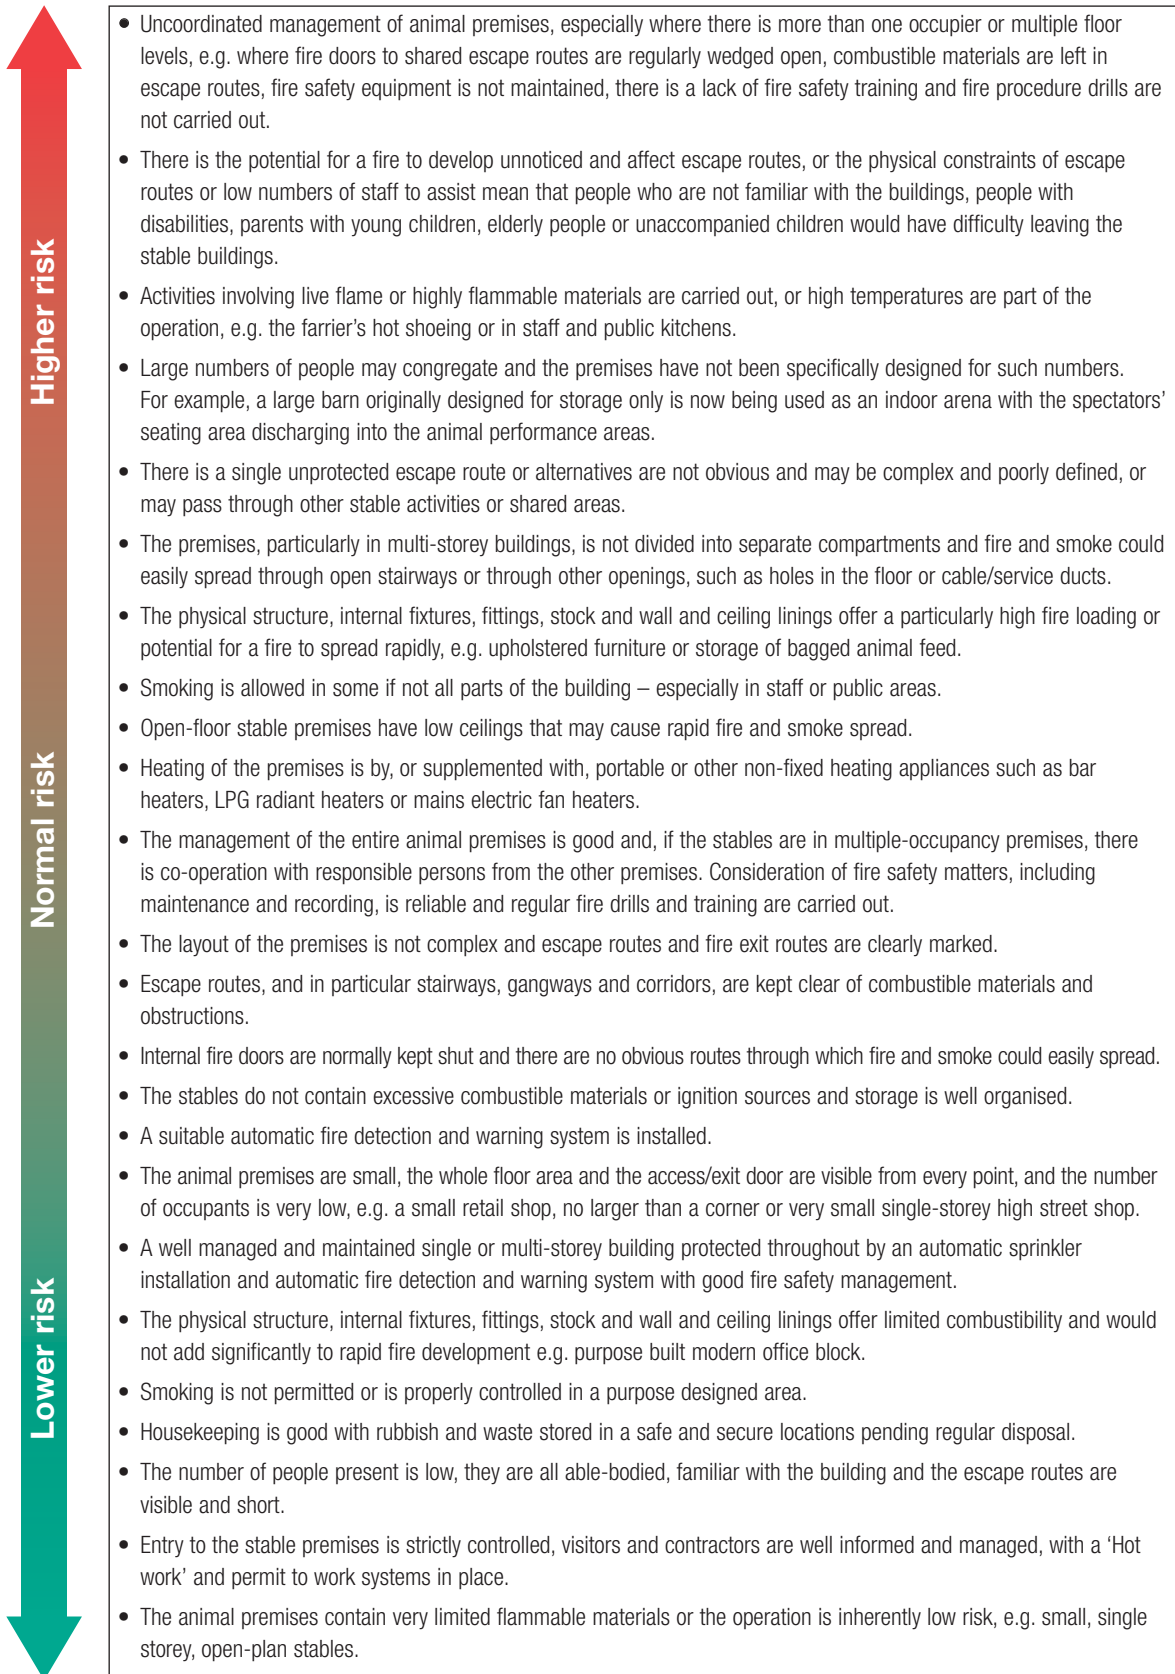 Higher risk
Normal risk
Lower risk
• Uncoordinated management of animal premises, especially where there is more than one occupier or multiple floor
levels, e.g. where fire doors to shared escape routes are regularly wedged open, combustible materials are left in
escape routes, fire safety equipment is not maintained, there is a lack of fire safety training and fire procedure drills are
not carried out.
• There is the potential for a fire to develop unnoticed and affect escape routes, or the physical constraints of escape
routes or low numbers of staff to assist mean that people who are not familiar with the buildings, people with
disabilities, parents with young children, elderly people or unaccompanied children would have difficulty leaving the
stable buildings.
• Activities involving live flame or highly flammable materials are carried out, or high temperatures are part of the
operation, e.g. the farrier's hot shoeing or in staff and public kitchens.
• Large numbers of people may congregate and the premises have not been specifically designed for such numbers.
For example, a large barn originally designed for storage only is now being used as an indoor arena with the spectators'
seating area discharging into the animal performance areas.
• There is a single unprotected escape route or alternatives are not obvious and may be complex and poorly defined, or
may pass through other stable activities or shared areas.
• The premises, particularly in multi-storey buildings, is not divided into separate compartments and fire and smoke could
easily spread through open stairways or through other openings, such as holes in the floor or cable/service ducts.
• The physical structure, internal fixtures, fittings, stock and wall and ceiling linings offer a particularly high fire loading or
potential for a fire to spread rapidly, e.g. upholstered furniture or storage of bagged animal feed.
• Smoking is allowed in some if not all parts of the building – especially in staff or public areas.
• Open-floor stable premises have low ceilings that may cause rapid fire and smoke spread.
• Heating of the premises is by, or supplemented with, portable or other non-fixed heating appliances such as bar
heaters, LPG radiant heaters or mains electric fan heaters.
• The management of the entire animal premises is good and, if the stables are in multiple-occupancy premises, there
is co-operation with responsible persons from the other premises. Consideration of fire safety matters, including
maintenance and recording, is reliable and regular fire drills and training are carried out.
• The layout of the premises is not complex and escape routes and fire exit routes are clearly marked.
• Escape routes, and in particular stairways, gangways and corridors, are kept clear of combustible materials and
obstructions.
• Internal fire doors are normally kept shut and there are no obvious routes through which fire and smoke could easily spread.
• The stables do not contain excessive combustible materials or ignition sources and storage is well organised.
• A suitable automatic fire detection and warning system is installed.
• The animal premises are small, the whole floor area and the access/exit door are visible from every point, and the number
of occupants is very low, e.g. a small retail shop, no larger than a corner or very small single-storey high street shop.
• A well managed and maintained single or multi-storey building protected throughout by an automatic sprinkler
installation and automatic fire detection and warning system with good fire safety management.
• The physical structure, internal fixtures, fittings, stock and wall and ceiling linings offer limited combustibility and would
not add significantly to rapid fire development e.g. purpose built modern office block.
• Smoking is not permitted or is properly controlled in a purpose designed area.
• Housekeeping is good with rubbish and waste stored in a safe and secure locations pending regular disposal.
• The number of people present is low, they are all able-bodied, familiar with the building and the escape routes are
visible and short.
• Entry to the stable premises is strictly controlled, visitors and contractors are well informed and managed, with a 'Hot
work' and permit to work systems in place.
• The animal premises contain very limited flammable materials or the operation is inherently low risk, e.g. small, single
storey, open-plan stables.